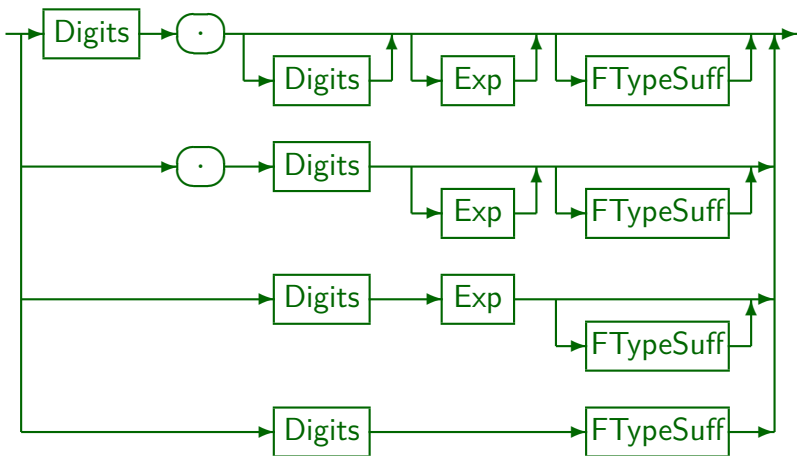 Digits .
Digits Exp FTypeSuff
. Digits
Exp FTypeSuff
Digits Exp
FTypeSuff
Digits FTypeSuff